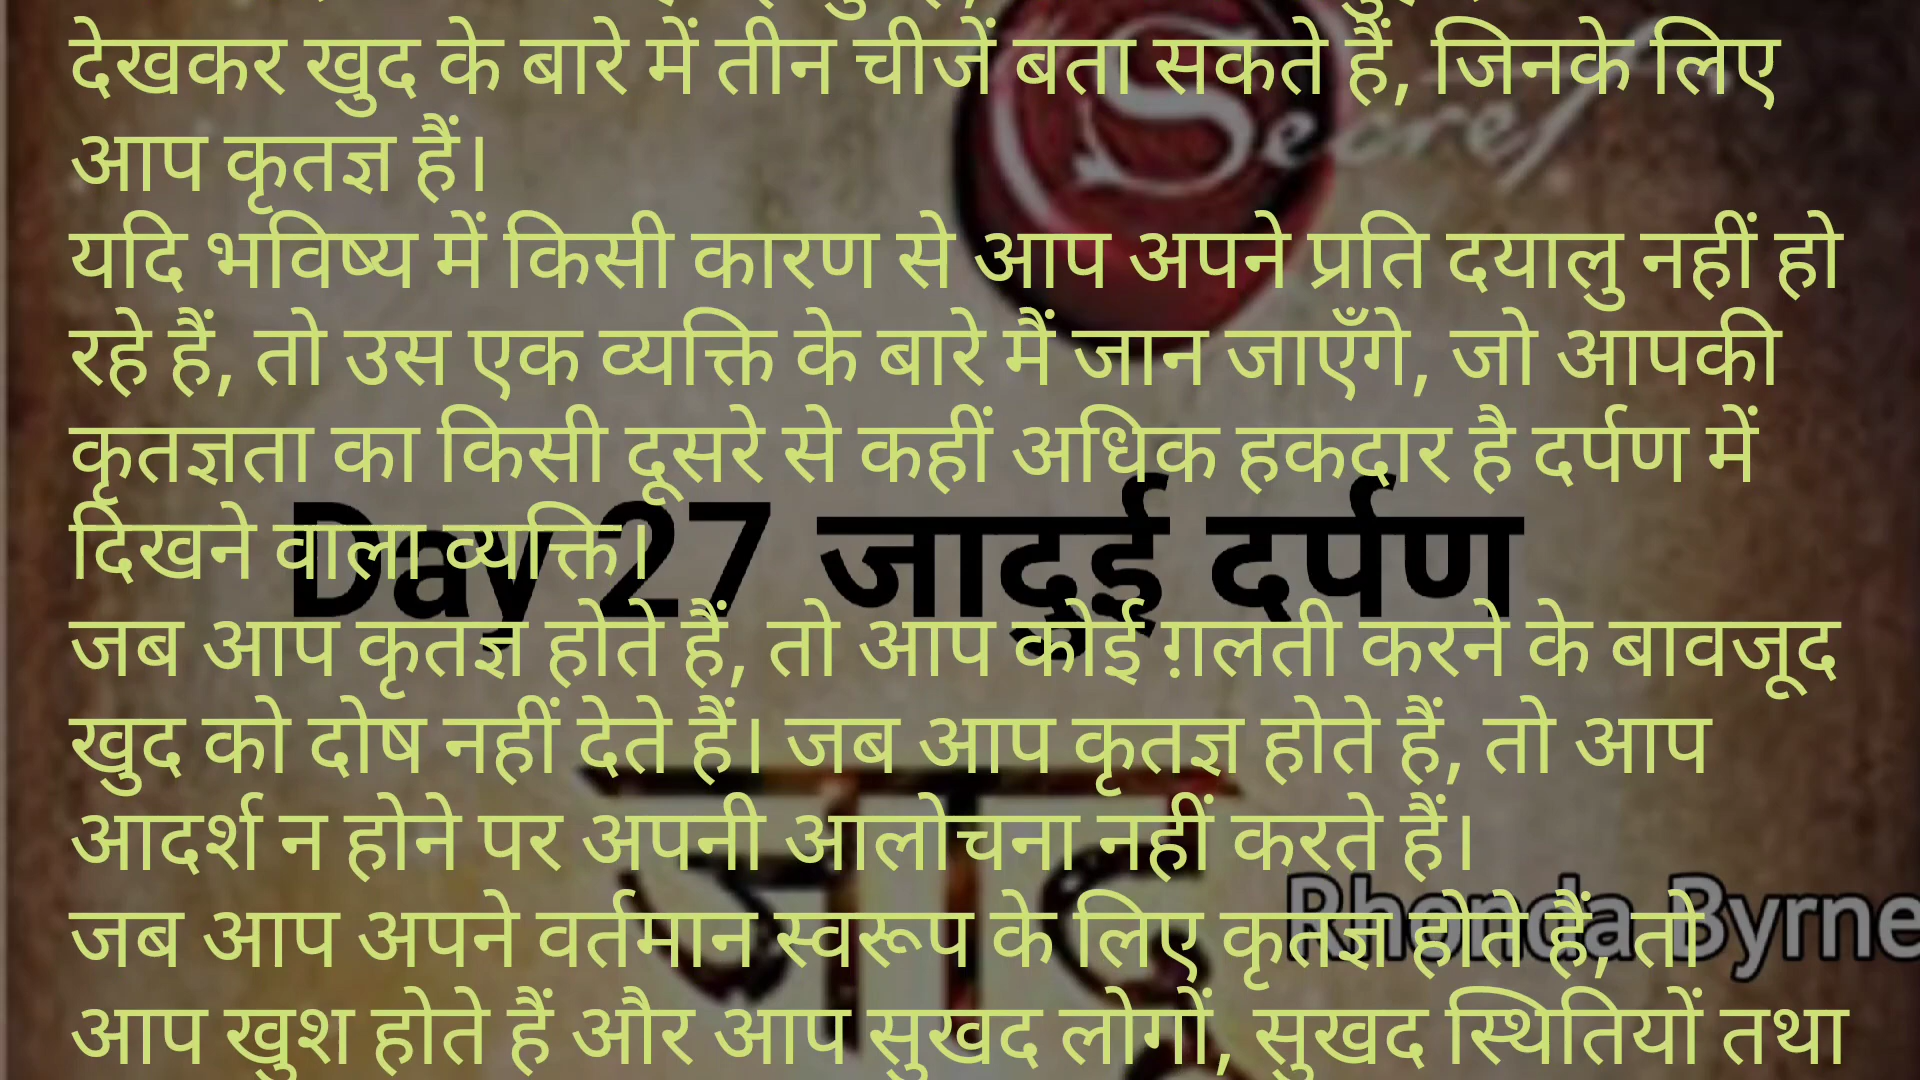 देखकर खुद के बारे में तीन चीजें बता सकते हैं, जिनके लिए
आप कृतज्ञ हैं।
यदि भविष्य में किसी कारण से आप अपने प्रति दयालु नहीं हो
रहे हैं, तो उस एक व्यक्ति के बारे मैं जान जाएँगे, जो आपकी
कृतज्ञता का किसी दूसरे से कहीं अधिक हकदार है दर्पण में
दिखने वाला व्यक्ति।
जब आप कृतज्ञ होते हैं, तो आप कोई ग़लती करने के बावजूद
खुद को दोष नहीं देते हैं। जब आप कृतज्ञ होते हैं, तो आप
आदर्श न होने पर अपनी आलोचना नहीं करते हैं।
जब आप अपने वर्तमान स्वरूप के लिए कृतज्ञ होते हैं, तो
आप खुश होते हैं और आप सुखद लोगों, सुखद स्थितियों तथा
Secret
Day 27 जादुई दर्पण
जादू
Rhonda Byrne